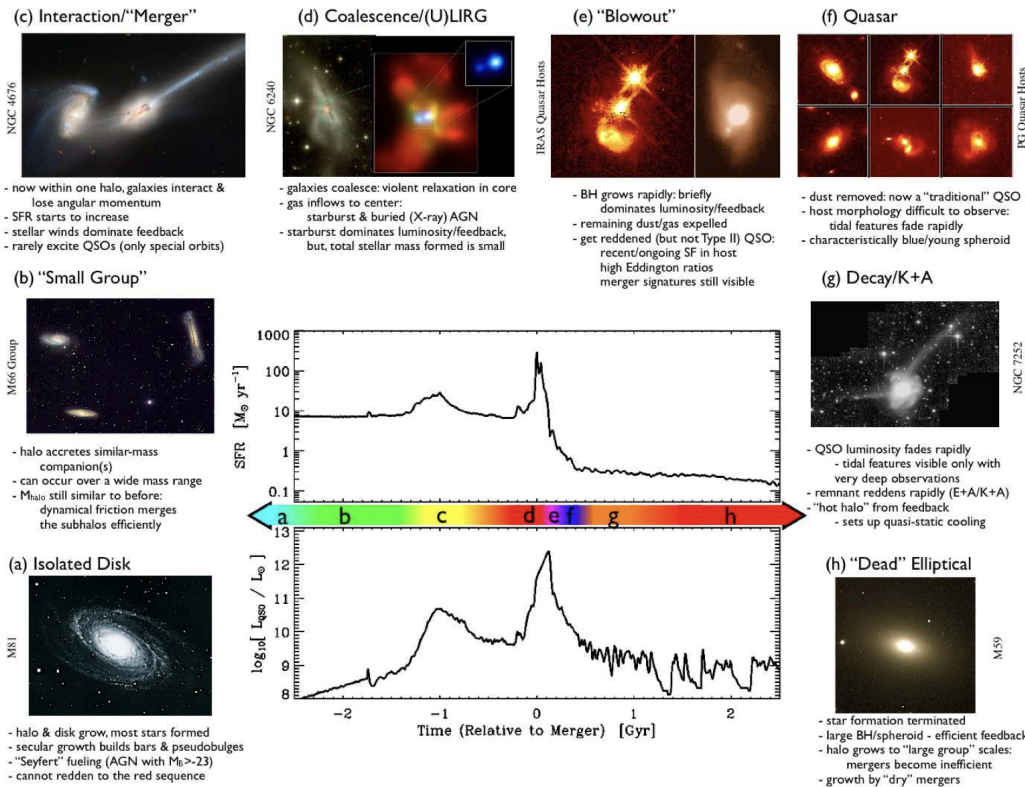 (c) Interaction/“Merger”
NGC 4676
- now within one halo, galaxies interact &
lose angular momentum
- SFR starts to increase
- stellar winds dominate feedback
- rarely excite QSOs (only special orbits)
(d) Coalescence/(U)LIRG
NGC 6240
- galaxies coalesce: violent relaxation in core
- gas inflows to center:
starburst & buried (X-ray) AGN
- starburst dominates luminosity/feedback,
but, total stellar mass formed is small
(e) “Blowout”
IRAS Quasar Hosts
- BH grows rapidly: briefly
dominates luminosity/feedback
- remaining dust/gas expelled
- get reddened (but not Type II) QSO:
recent/ongoing SF in host
high Eddington ratios
merger signatures still visible
(f) Quasar
PG Quasar Hosts
- dust removed: now a “traditional” QSO
- host morphology difficult to observe:
tidal features fade rapidly
- characteristically blue/young spheroid
(b) “Small Group”
M66 Group
- halo accretes similar-mass
companion(s)
- can occur over a wide mass range
- Mhalo still similar to before:
dynamical friction merges
the subhalos efficiently
(a) Isolated Disk
M81
- halo & disk grow, most stars formed
- secular growth builds bars & pseudobulges
- “Seyfert” fueling (AGN with MB>-23)
- cannot redden to the red sequence
1000
100
10
1
0.1
SFR [M⊙ yr⁻¹]
a b c d e f g h
13
12
11
10
9
8
log10[ LQSO / L⊙ ]
-2 -1 0 1 2
Time (Relative to Merger) [Gyr]
(g) Decay/K+A
NGC 7252
- QSO luminosity fades rapidly
- tidal features visible only with
very deep observations
- remnant reddens rapidly (E+A/K+A)
- “hot halo” from feedback
- sets up quasi-static cooling
(h) “Dead” Elliptical
M59
- star formation terminated
- large BH/spheroid - efficient feedback
- halo grows to “large group” scales:
mergers become inefficient
- growth by “dry” mergers